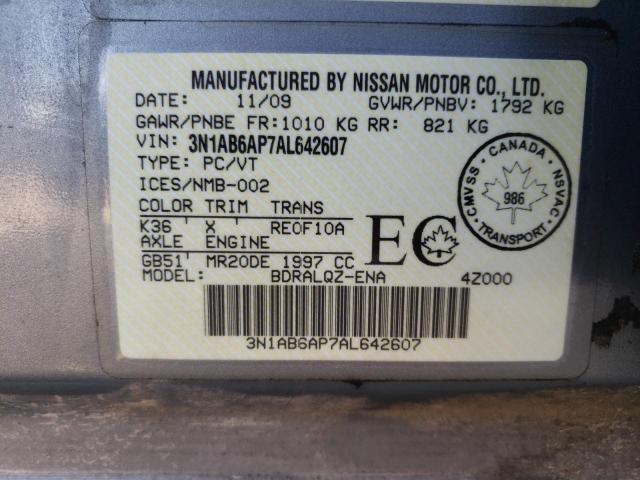 MANUFACTURED BY NISSAN MOTOR CO., LTD.
DATE: 11/09 GVWR/PNBV: 1792 KG
GAWR/PNBE FR:1010 KG RR: 821 KG
VIN: 3N1AB6AP7AL642607
TYPE: PC/VT
ICES/NMB-002
COLOR TRIM TRANS
K36' 'X' RE0F10A
AXLE ENGINE
GB51' MR20DE 1997 CC
MODEL: BDRALQZ-ENA 4Z000
3N1AB6AP7AL642607
EC
CANADA
CMVSS
NSVAC
986
TRANSPORT